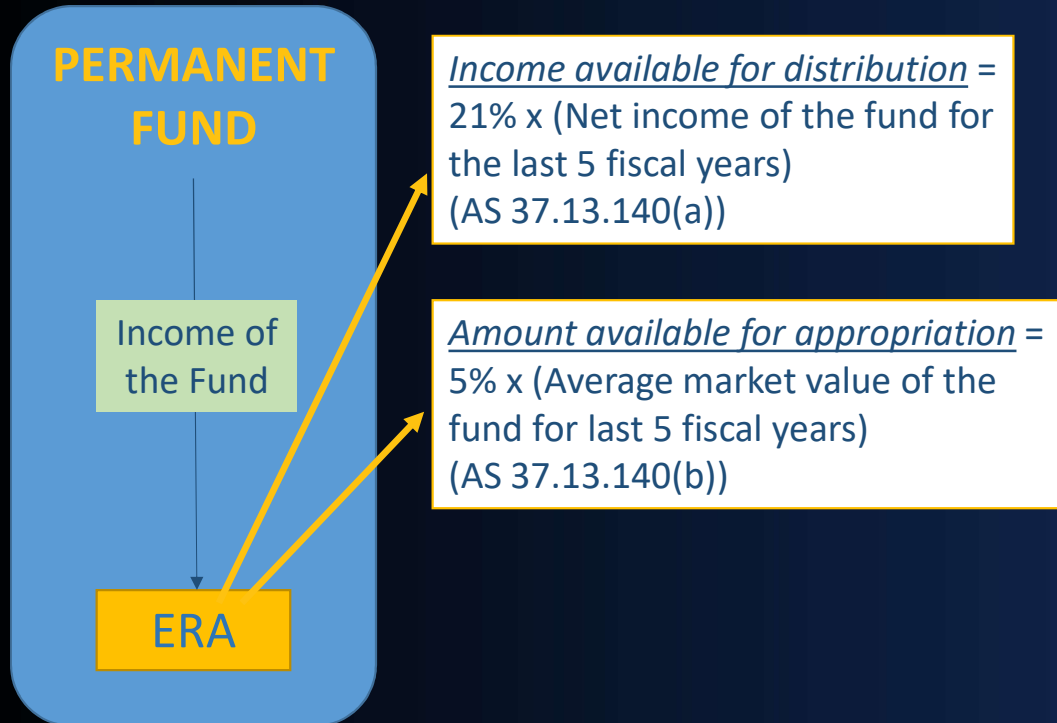 PERMANENT
FUND
Income of
the Fund
ERA
Income available for distribution =
21% x (Net income of the fund for
the last 5 fiscal years)
(AS 37.13.140(a))
Amount available for appropriation =
5% x (Average market value of the
fund for last 5 fiscal years)
(AS 37.13.140(b))